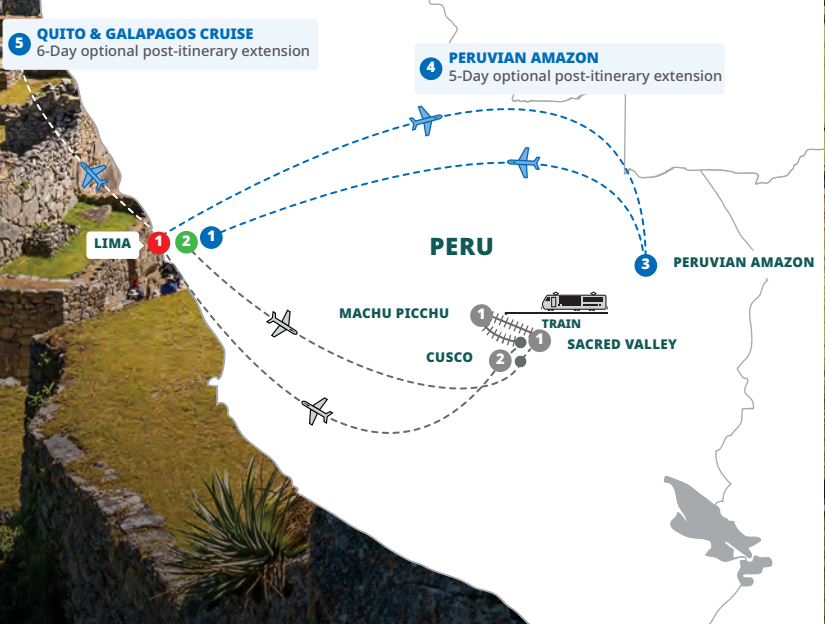 5
QUITO & GALAPAGOS CRUISE
6-Day optional post-itinerary extension
4
PERUVIAN AMAZON
5-Day optional post-itinerary extension
LIMA
1
2
1
PERU
3
PERUVIAN AMAZON
MACHU PICCHU
1
TRAIN
1
SACRED VALLEY
CUSCO
2